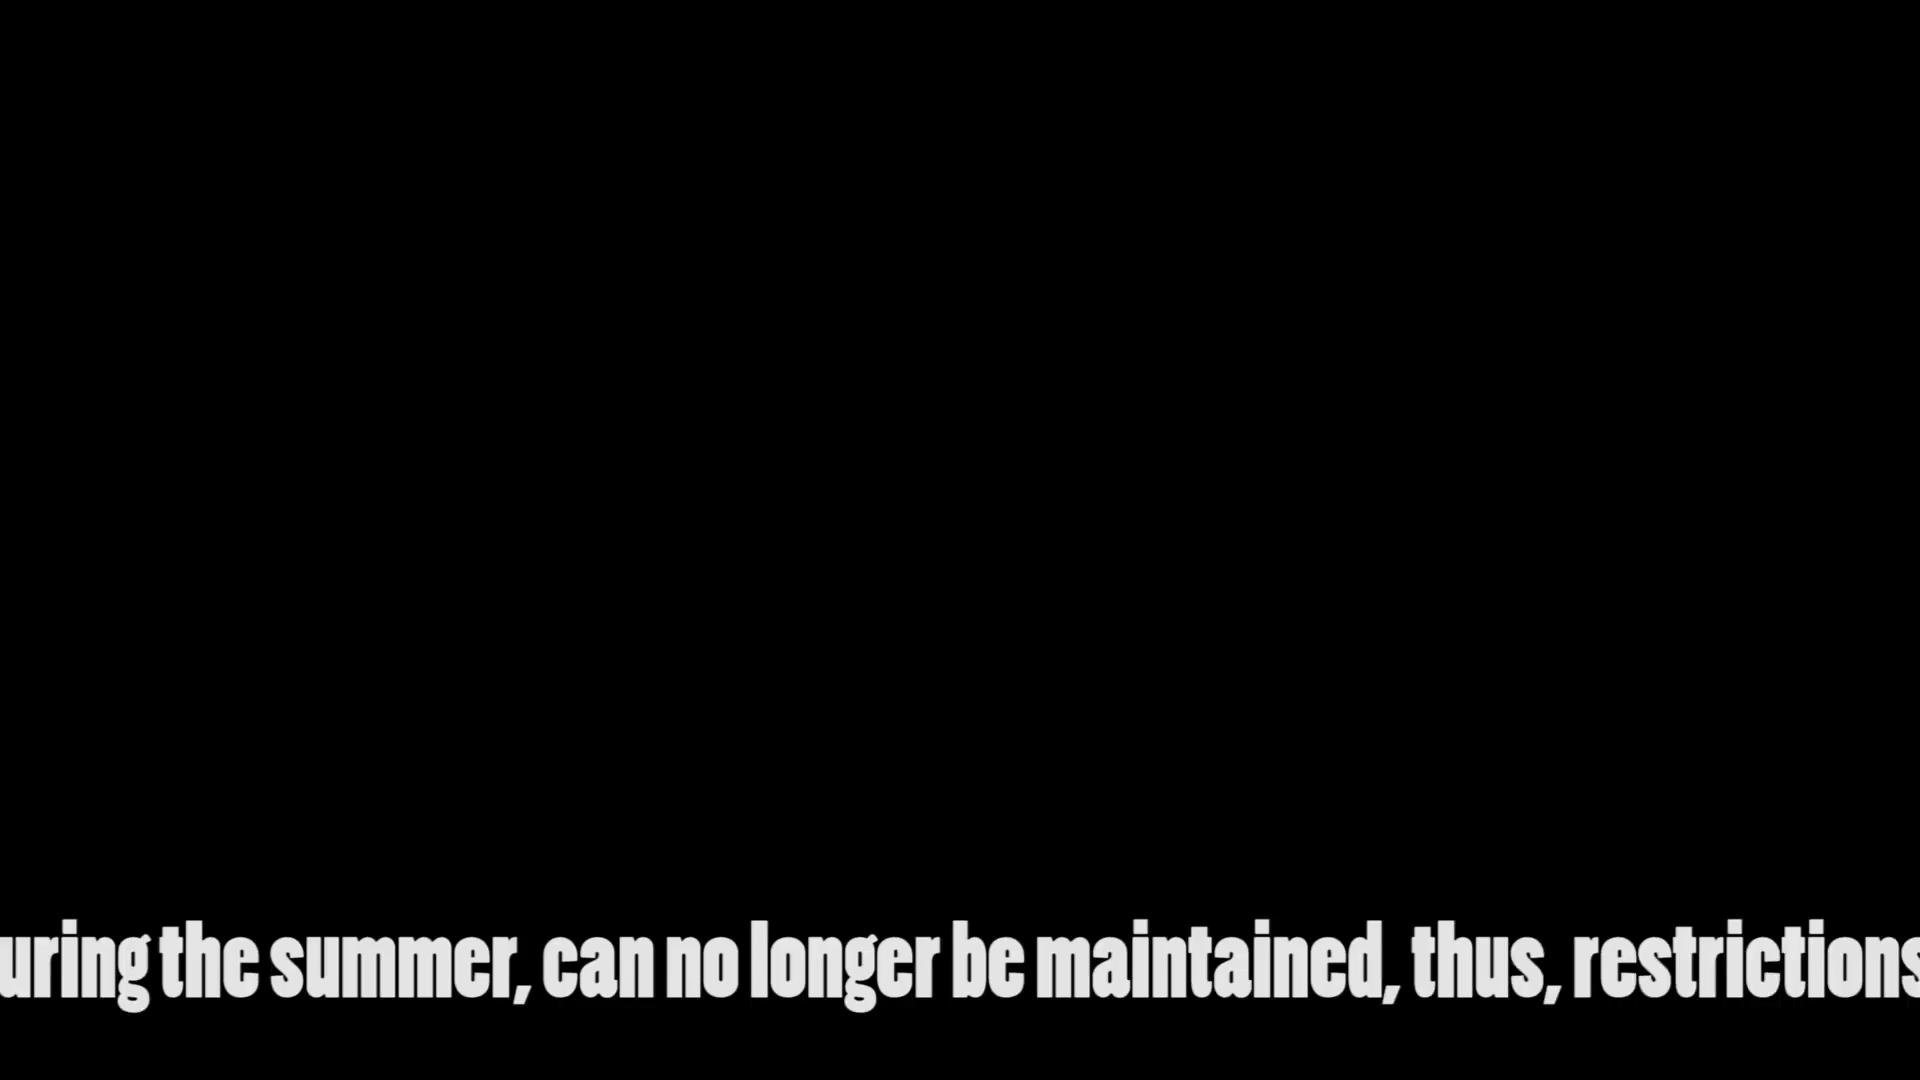 uring the summer, can no longer be maintained, thus, restrictions